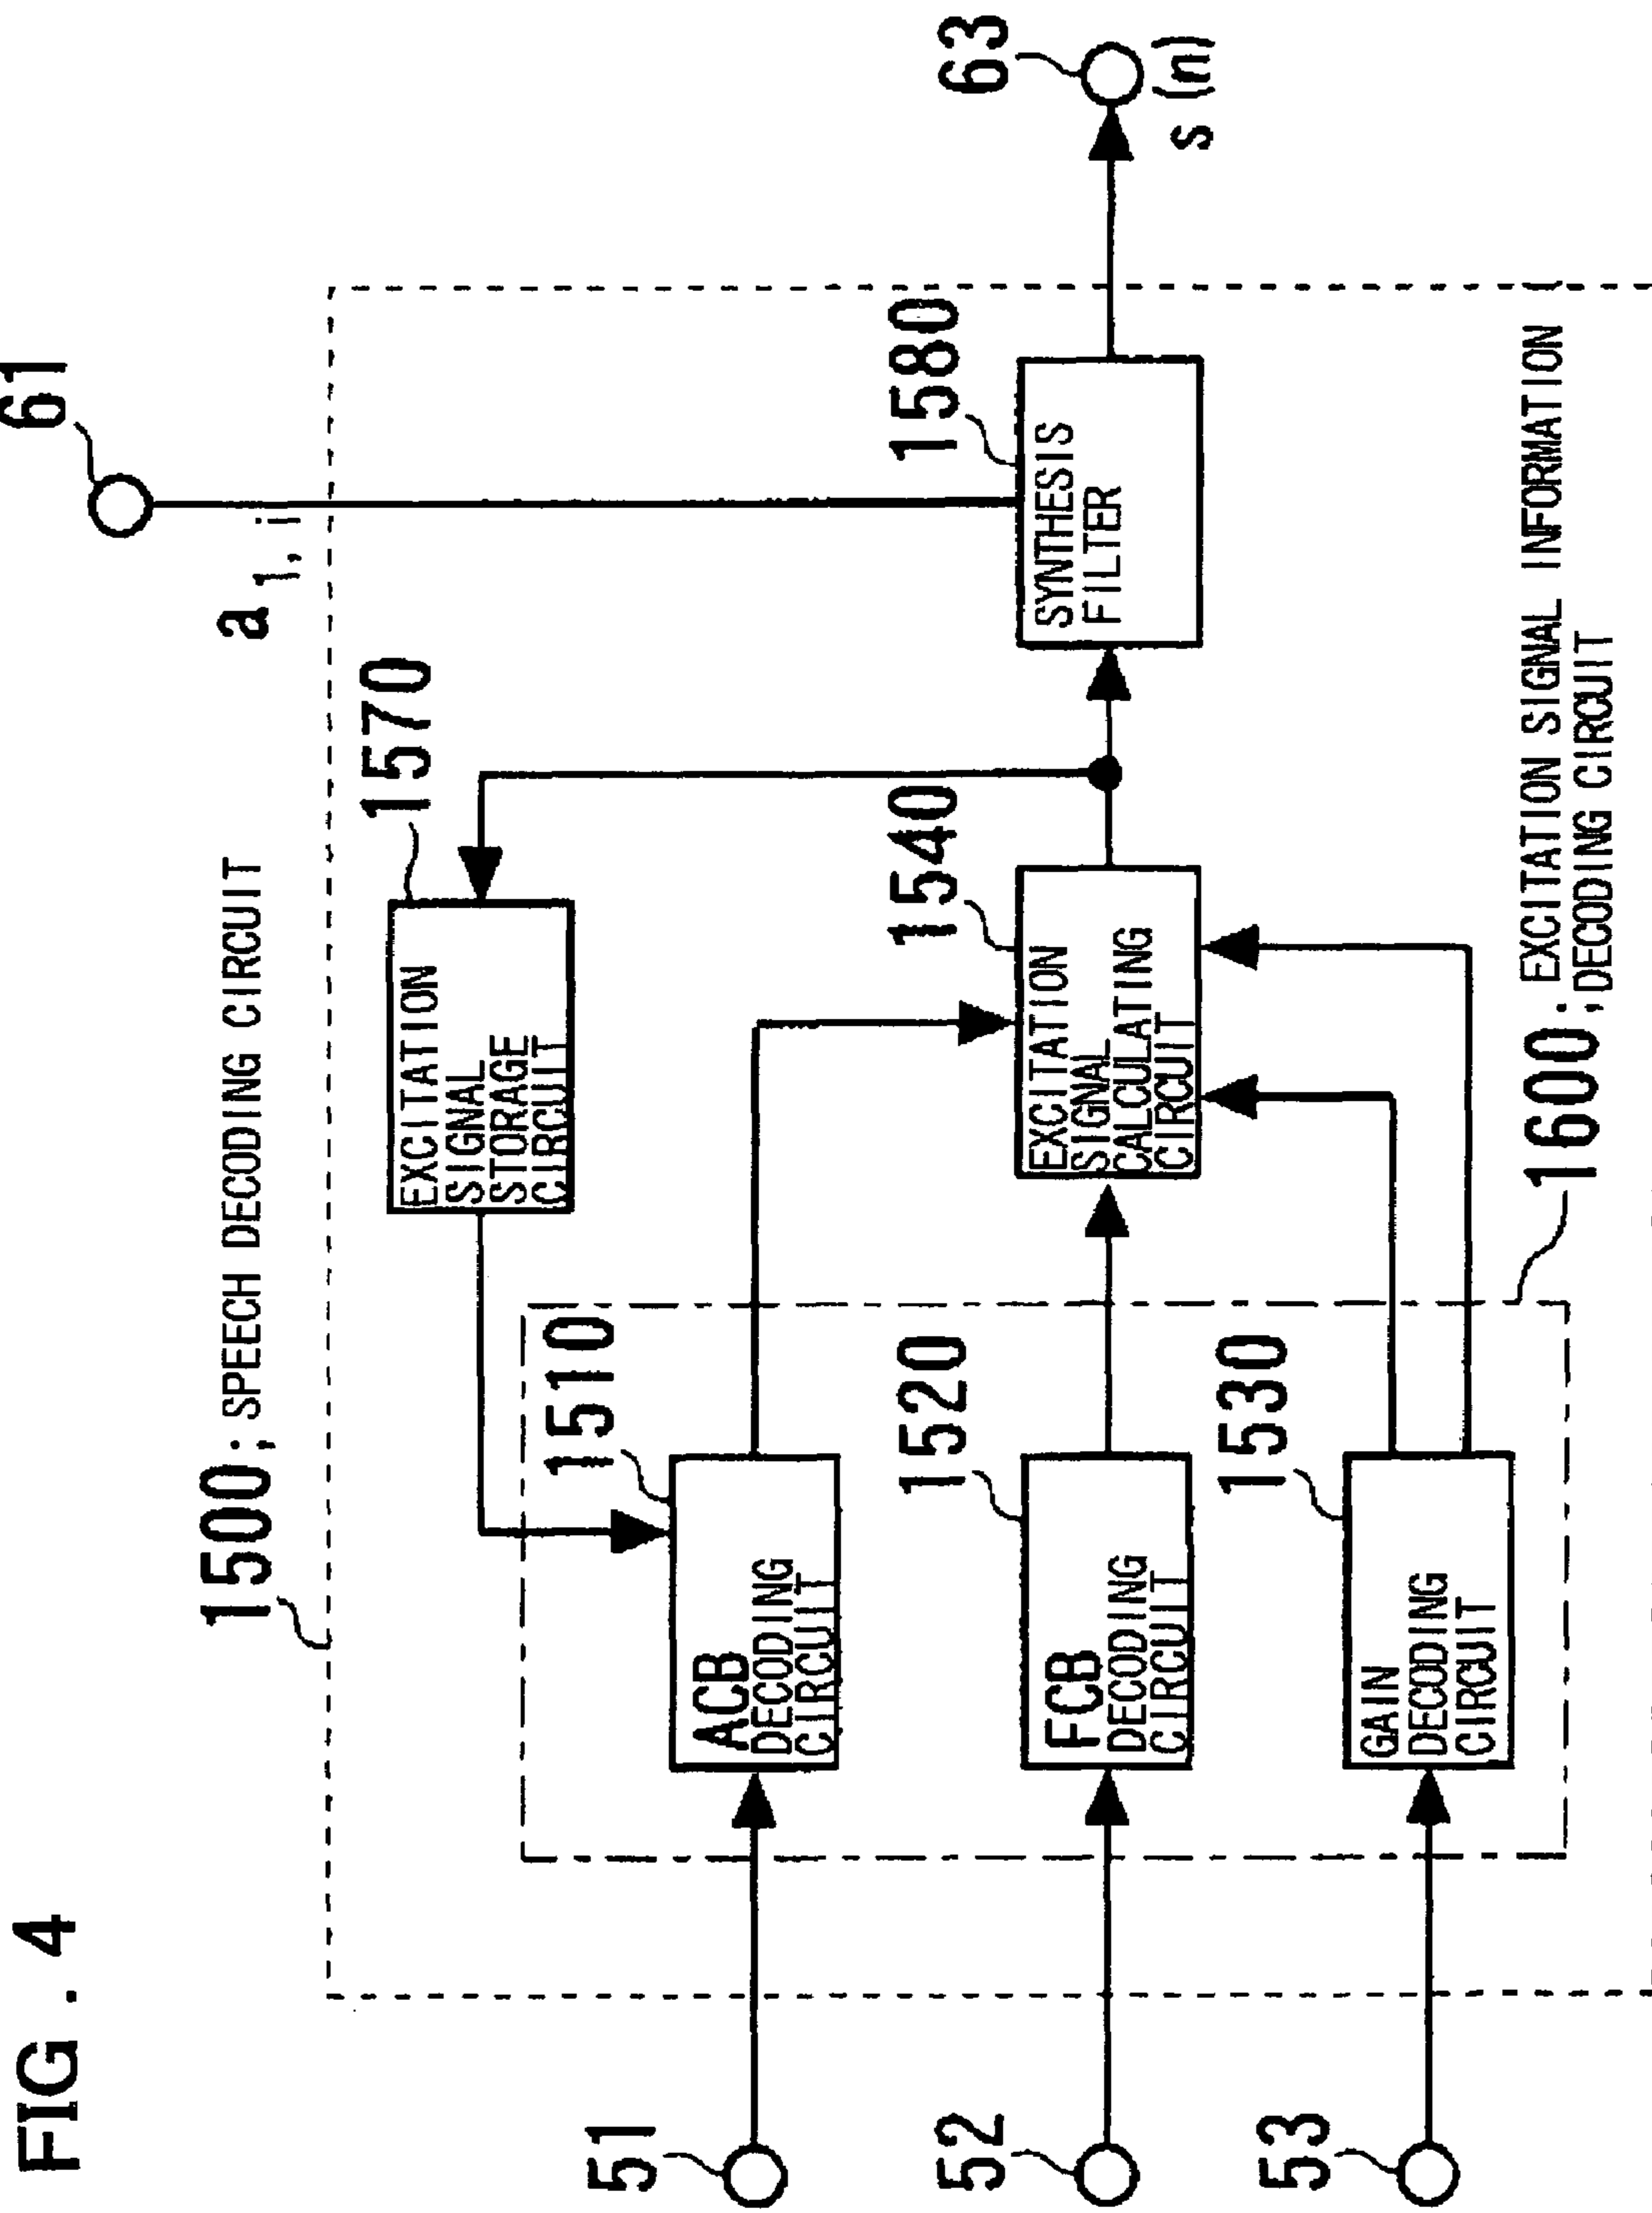 FIG. 4
61
a 1, i
1500; SPEECH DECODING CIRCUIT
1570
EXCITATION
SIGNAL
STORAGE
CIRCUIT
51
1510
ACB
DECODING
CIRCUIT
1540
EXCITATION
SIGNAL
CALCULATING
CIRCUIT
1580
SYNTHESIS
FILTER
63
s (n)
52
1520
FCB
DECODING
CIRCUIT
53
1530
GAIN
DECODING
CIRCUIT
1600; EXCITATION SIGNAL INFORMATION
DECODING CIRCUIT